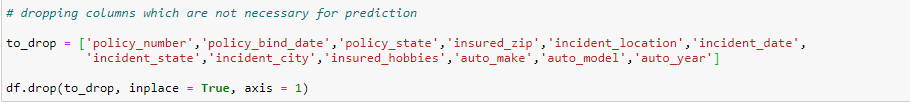 # dropping columns which are not necessary for prediction
to_drop = ['policy_number','policy_bind_date','policy_state','insured_zip','incident_location','incident_date',
'incident_state','incident_city','insured_hobbies','auto_make','auto_model','auto_year']
df.drop(to_drop, inplace = True, axis = 1)